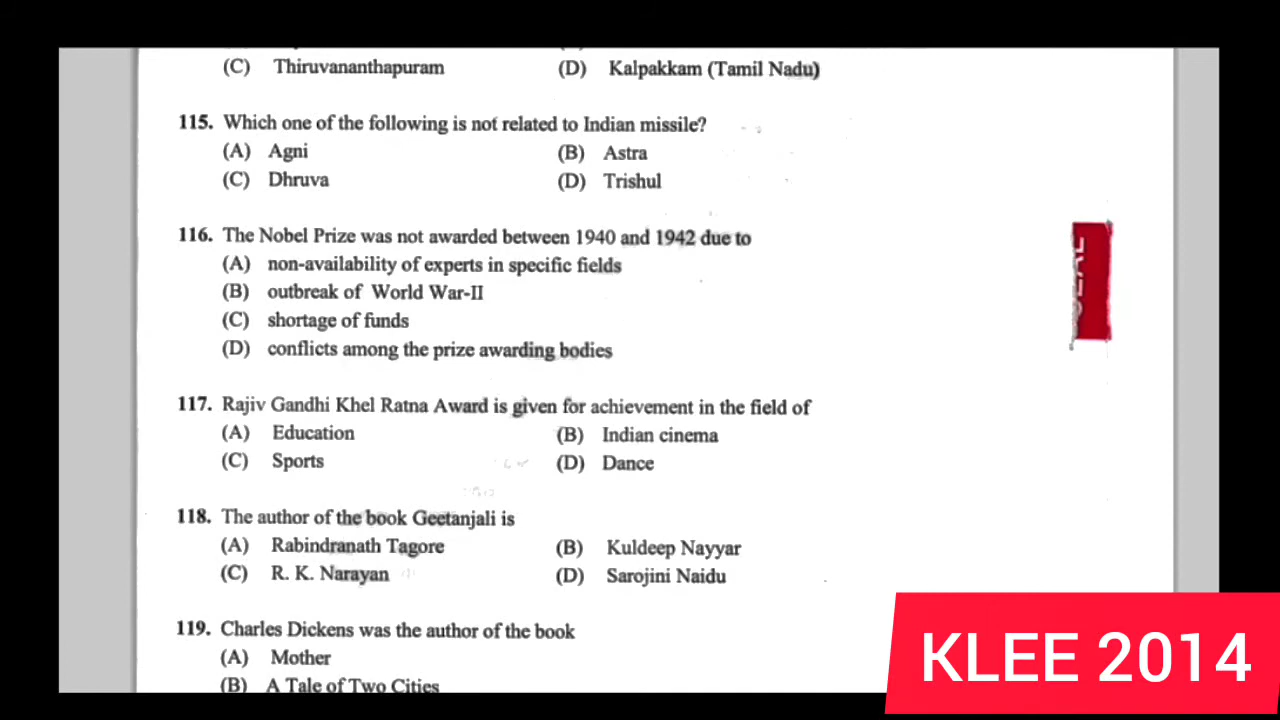 (C) Thiruvananthapuram (D) Kalpakkam (Tamil Nadu)
115. Which one of the following is not related to Indian missile?
(A) Agni (B) Astra
(C) Dhruva (D) Trishul
116. The Nobel Prize was not awarded between 1940 and 1942 due to
(A) non-availability of experts in specific fields
(B) outbreak of World War-II
(C) shortage of funds
(D) conflicts among the prize awarding bodies
117. Rajiv Gandhi Khel Ratna Award is given for achievement in the field of
(A) Education (B) Indian cinema
(C) Sports (D) Dance
118. The author of the book Geetanjali is
(A) Rabindranath Tagore (B) Kuldeep Nayyar
(C) R. K. Narayan (D) Sarojini Naidu
119. Charles Dickens was the author of the book
(A) Mother
(B) A Tale of Two Cities
KLEE 2014